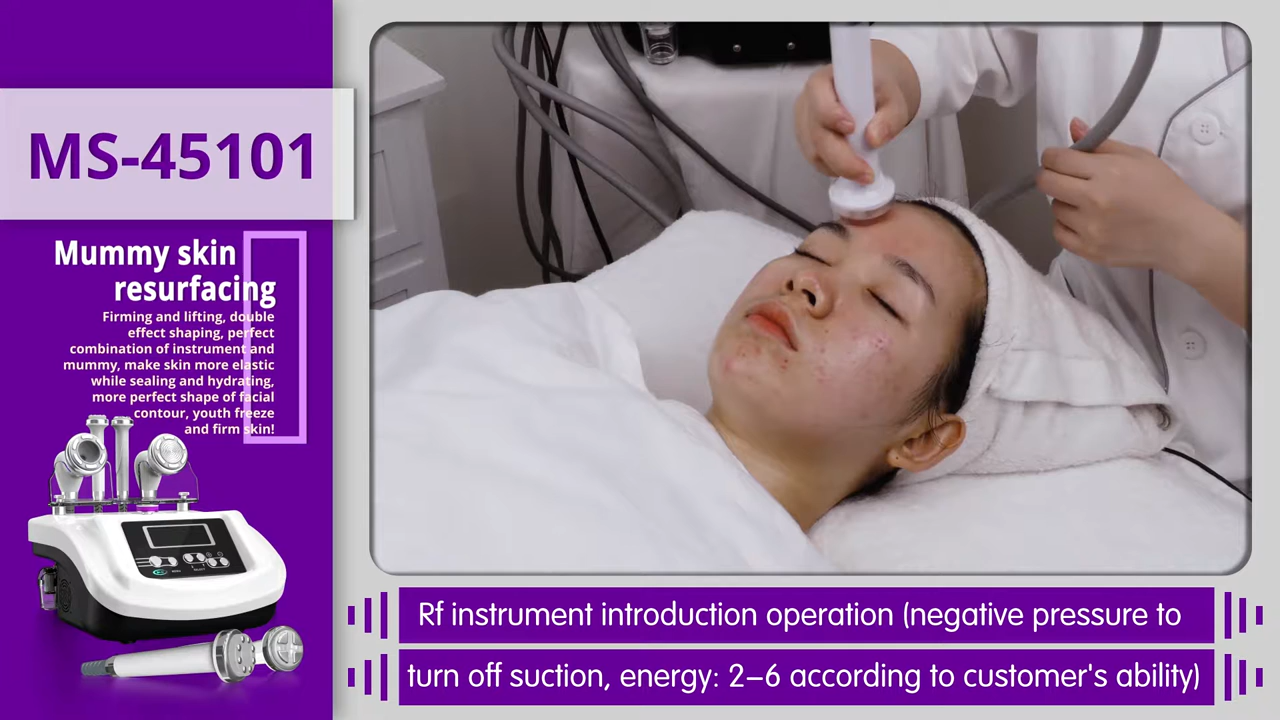 MS-45101
Mummy skin
resurfacing
Firming and lifting, double
effect shaping, perfect
combination of instrument and
mummy, make skin more elastic
while sealing and hydrating,
more perfect shape of facial
contour, youth freeze
and firm skin!
Rf instrument introduction operation (negative pressure to
turn off suction, energy: 2–6 according to customer's ability)